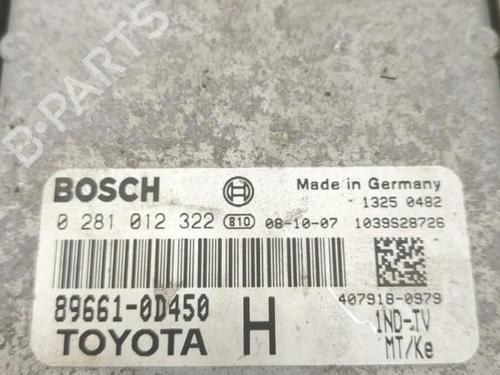 B-PARTS
BOSCH
Made in Germany
1325 0482
0 281 012 322 810 08-10-07 1039S28726
407918-0979
89661-0D450
1ND-TV
TOYOTA H MT/Ke